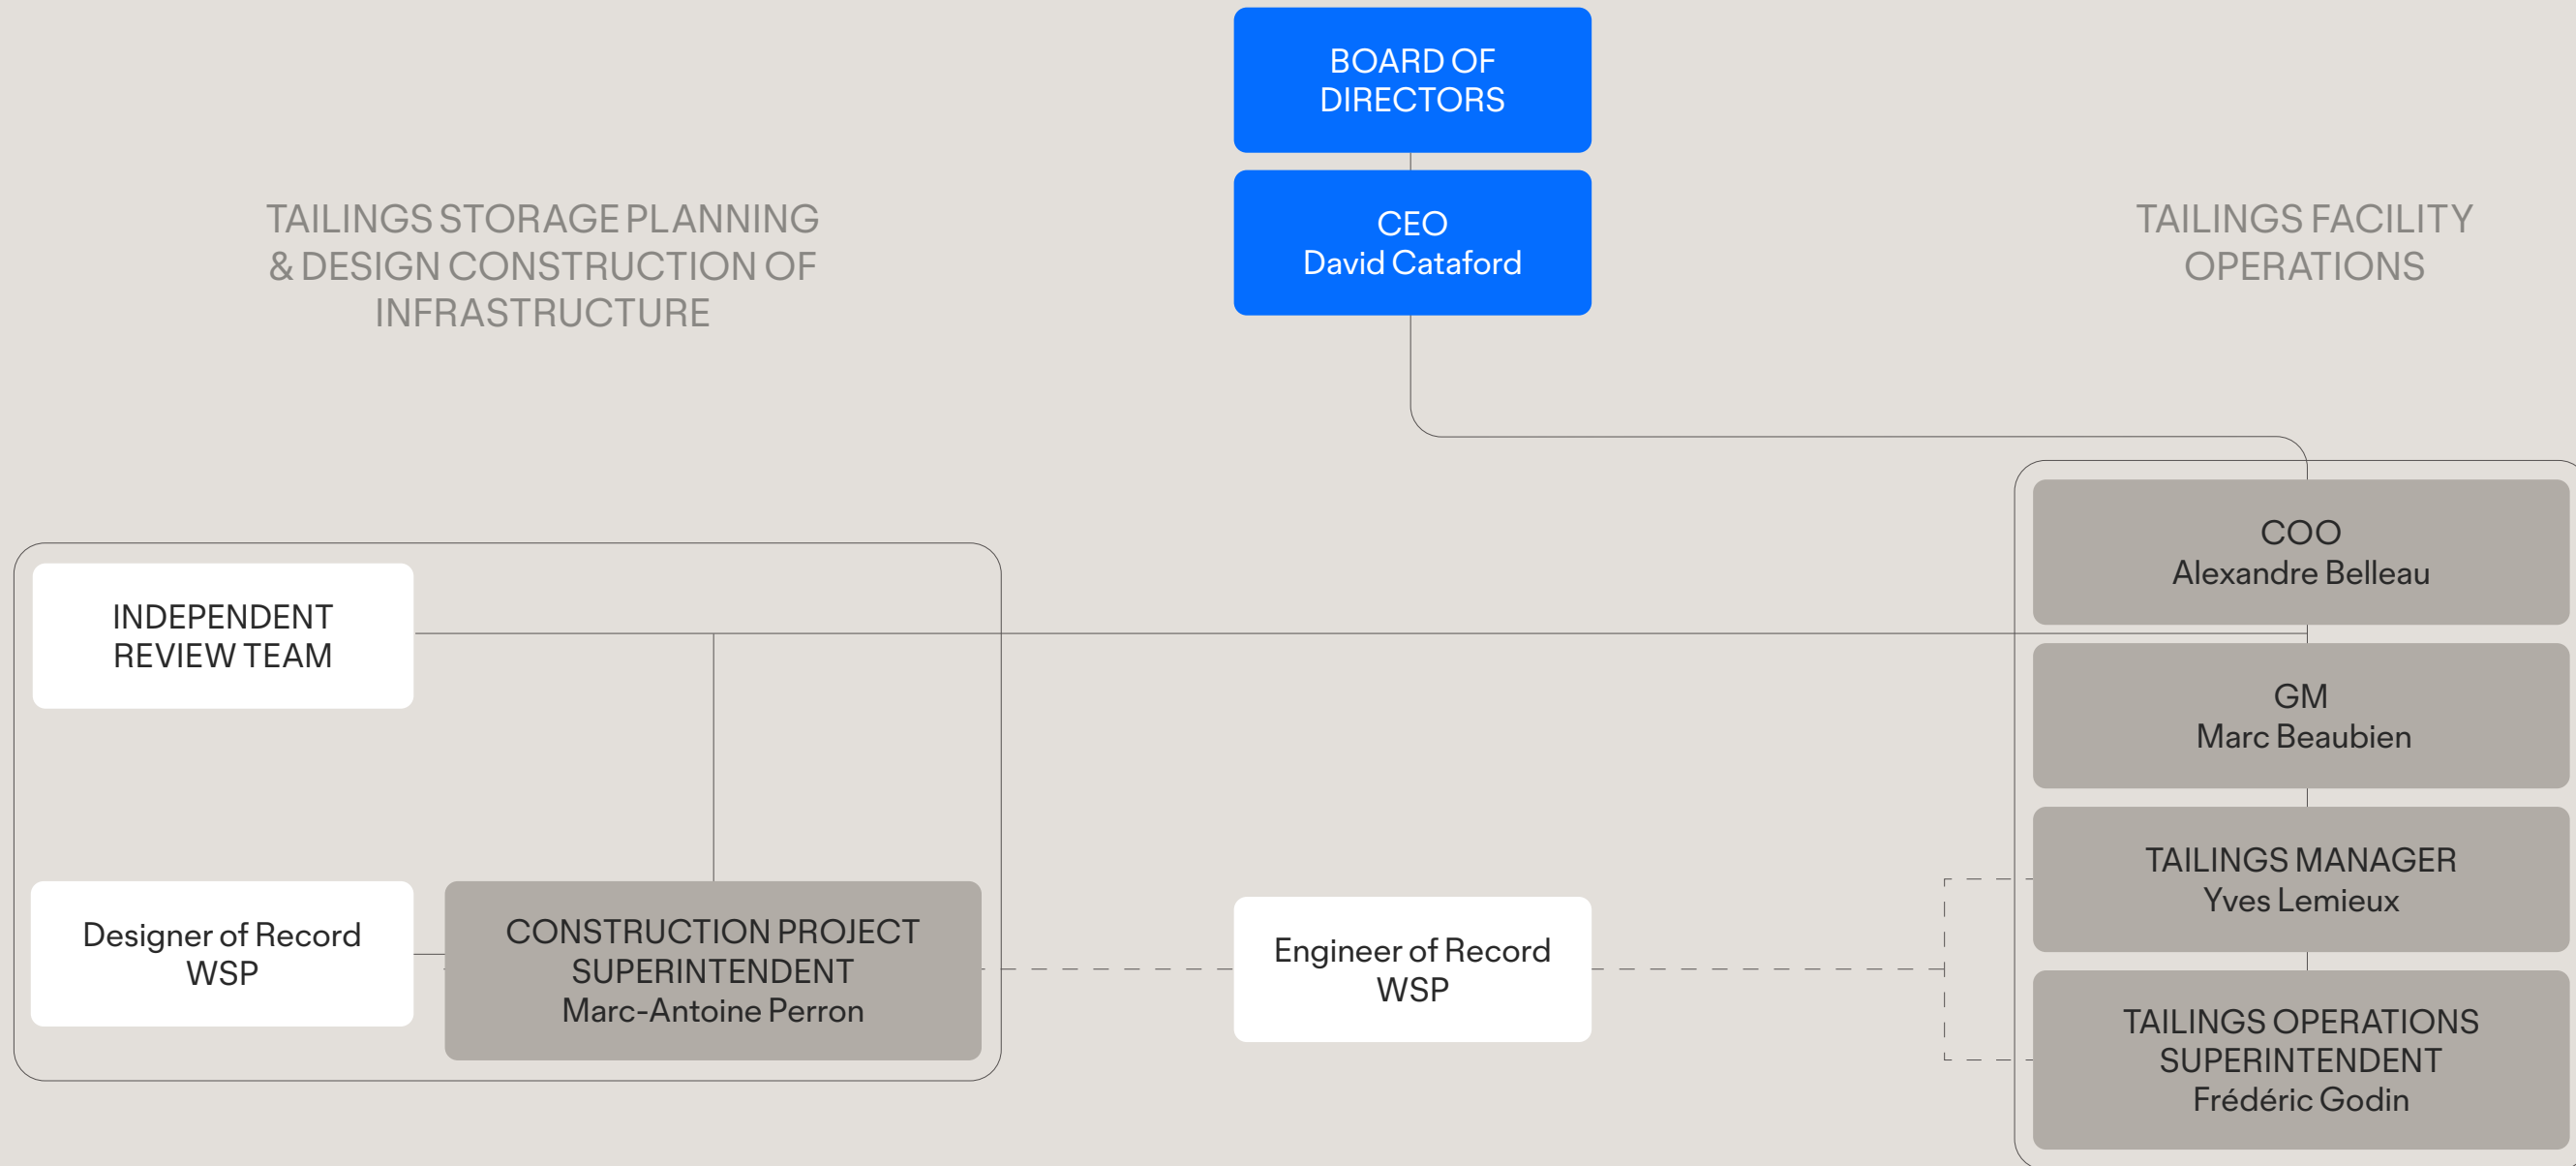 BOARD OF
DIRECTORS
CEO
David Cataford
TAILINGS STORAGE PLANNING
& DESIGN CONSTRUCTION OF
INFRASTRUCTURE
TAILINGS FACILITY
OPERATIONS
COO
Alexandre Belleau
INDEPENDENT
REVIEW TEAM
GM
Marc Beaubien
TAILINGS MANAGER
Yves Lemieux
Designer of Record
WSP
CONSTRUCTION PROJECT
SUPERINTENDENT
Marc-Antoine Perron
Engineer of Record
WSP
TAILINGS OPERATIONS
SUPERINTENDENT
Frédéric Godin